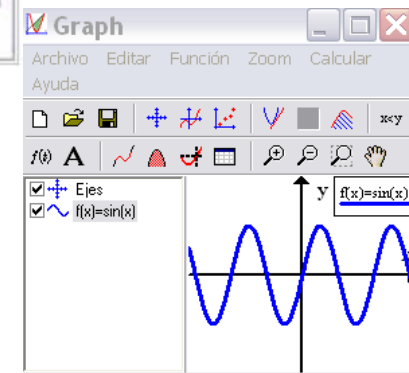 Graph
Archivo Editar Función Zoom Calcular
Ayuda
x<y
f(x) A
Ejes
f(x)=sin(x)
y
f(x)=sin(x)